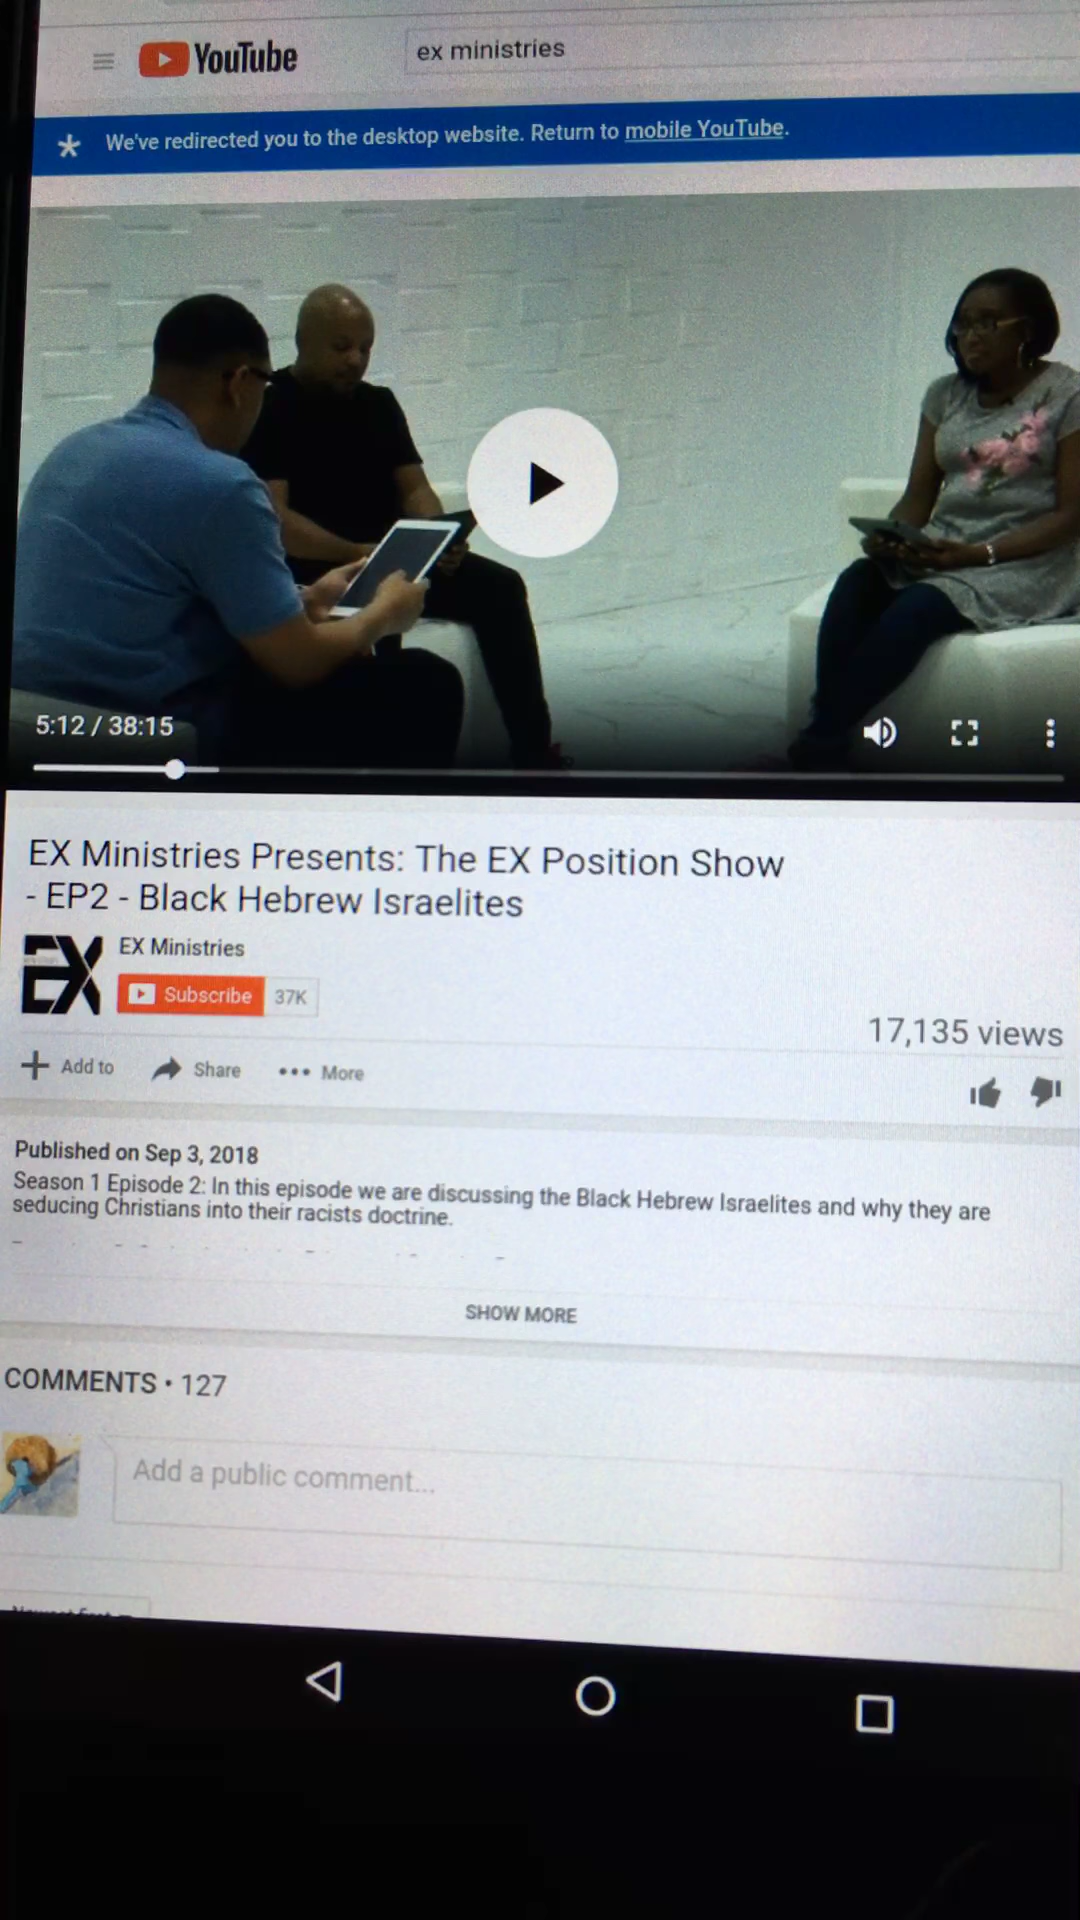 YouTube
ex ministries
We've redirected you to the desktop website. Return to mobile YouTube.
5:12 / 38:15
EX Ministries Presents: The EX Position Show
- EP2 - Black Hebrew Israelites
EX
EX Ministries
Subscribe 37K
17,135 views
Add to Share More
Published on Sep 3, 2018
Season 1 Episode 2: In this episode we are discussing the Black Hebrew Israelites and why they are
seducing Christians into their racists doctrine.
SHOW MORE
COMMENTS • 127
Add a public comment...